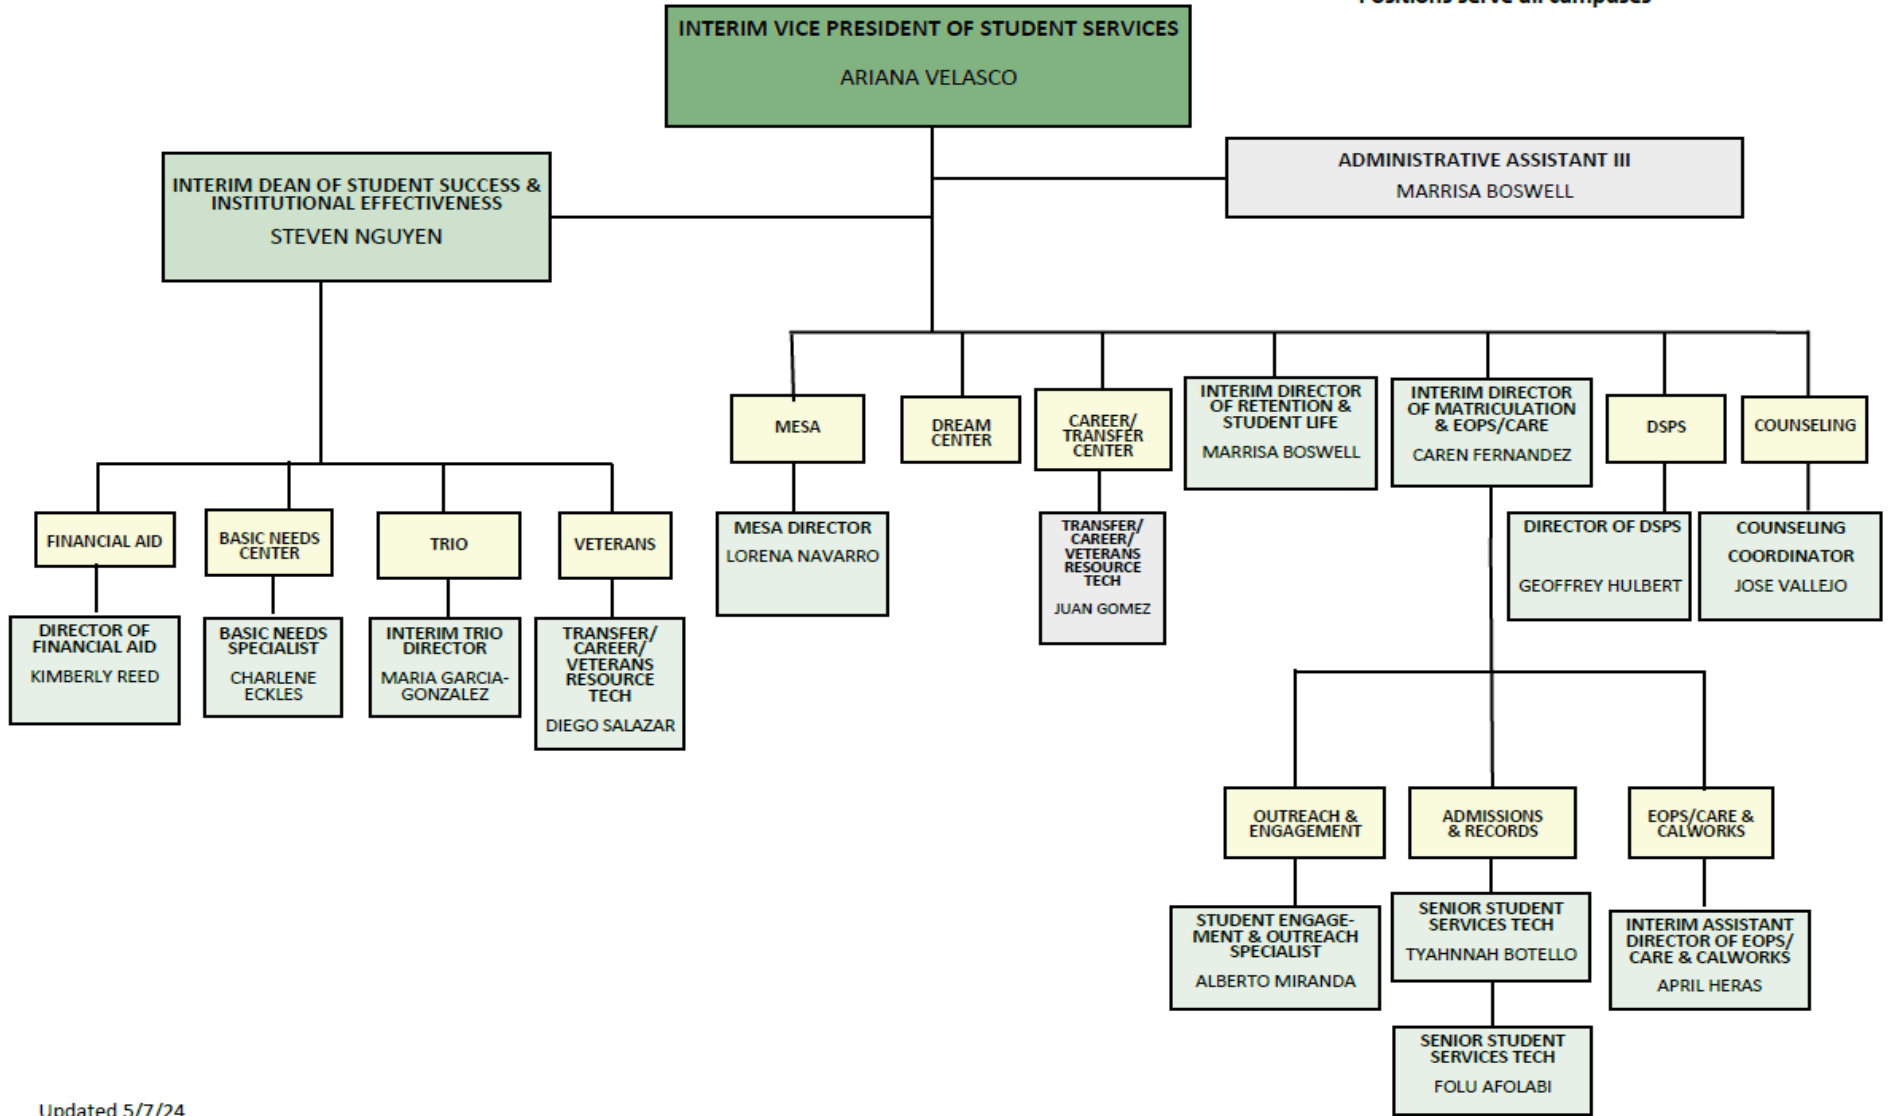 Positions serve all campuses
INTERIM VICE PRESIDENT OF STUDENT SERVICES
ARIANA VELASCO
ADMINISTRATIVE ASSISTANT III
MARRISA BOSWELL
INTERIM DEAN OF STUDENT SUCCESS &
INSTITUTIONAL EFFECTIVENESS
STEVEN NGUYEN
MESA
DREAM
CENTER
CAREER/
TRANSFER
CENTER
INTERIM DIRECTOR
OF RETENTION &
STUDENT LIFE
MARRISA BOSWELL
INTERIM DIRECTOR
OF MATRICULATION
& EOPS/CARE
CAREN FERNANDEZ
DSPS
COUNSELING
FINANCIAL AID
BASIC NEEDS
CENTER
TRIO
VETERANS
MESA DIRECTOR
LORENA NAVARRO
TRANSFER/
CAREER/
VETERANS
RESOURCE
TECH
JUAN GOMEZ
DIRECTOR OF DSPS
GEOFFREY HULBERT
COUNSELING
COORDINATOR
JOSE VALLEJO
DIRECTOR OF
FINANCIAL AID
KIMBERLY REED
BASIC NEEDS
SPECIALIST
CHARLENE
ECKLES
INTERIM TRIO
DIRECTOR
MARIA GARCIA-
GONZALEZ
TRANSFER/
CAREER/
VETERANS
RESOURCE
TECH
DIEGO SALAZAR
OUTREACH &
ENGAGEMENT
ADMISSIONS
& RECORDS
EOPS/CARE &
CALWORKS
STUDENT ENGAGE-
MENT & OUTREACH
SPECIALIST
ALBERTO MIRANDA
SENIOR STUDENT
SERVICES TECH
TYAHNNAH BOTELLO
INTERIM ASSISTANT
DIRECTOR OF EOPS/
CARE & CALWORKS
APRIL HERAS
SENIOR STUDENT
SERVICES TECH
FOLU AFOLABI
Updated 5/7/24